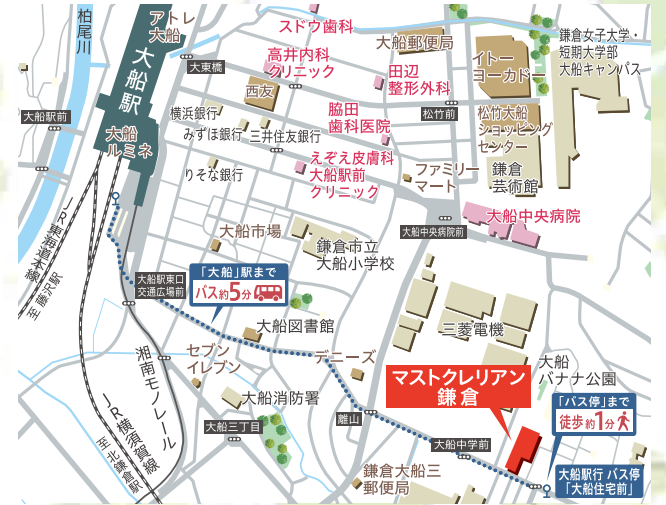 柏尾川
アトレ
大船
大船駅
大船
ルミネ
大船駅前
大東橋
スドウ歯科
高井内科
クリニック
西友
大船郵便局
田辺
整形外科
イトー
ヨーカドー
鎌倉女子大学・
短期大学部
大船キャンパス
横浜銀行
みずほ銀行
三井住友銀行
りそな銀行
脇田
歯科医院
松竹前
松竹大船
ショッピング
センター
えぞえ皮膚科
大船駅前
クリニック
ファミリー
マート
鎌倉
芸術館
大船中央病院
大船中央病院前
大船市場
鎌倉市立
大船小学校
JR東海道本線
至藤沢駅
大船駅東口
交通広場前
「大船」駅まで
バス約5分
大船図書館
三菱電機
湘南モノレール
セブン
イレブン
デニーズ
大船
バナナ公園
マストクレリアン
鎌倉
大船消防署
大船三丁目
離山
大船中学前
「バス停」まで
徒歩約1分
JR横須賀線
至北鎌倉駅
鎌倉大船三
郵便局
大船駅行 バス停
「大船住宅前」